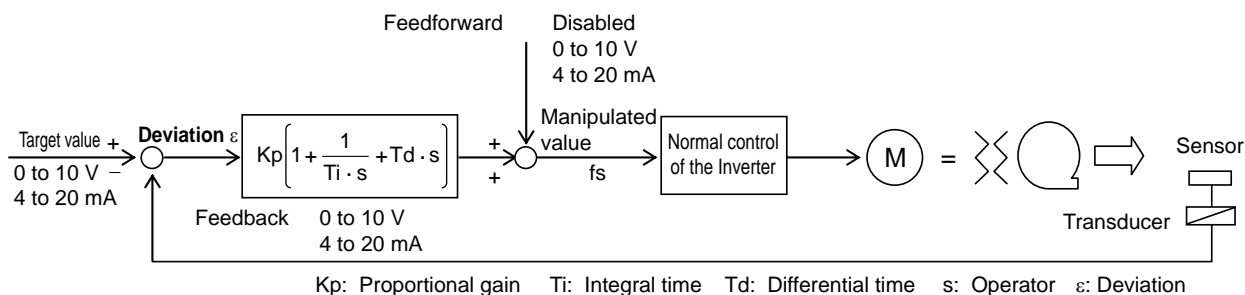 Feedforward
Disabled
0 to 10 V
4 to 20 mA
Target value +
0 to 10 V −
4 to 20 mA
Deviation ε
Kp(1 + 1/Ti · s + Td · s)
+
+
Manipulated
value
fs
Normal control
of the Inverter
M
=
Sensor
Transducer
Feedback
0 to 10 V
4 to 20 mA
Kp: Proportional gain Ti: Integral time Td: Differential time s: Operator ε: Deviation